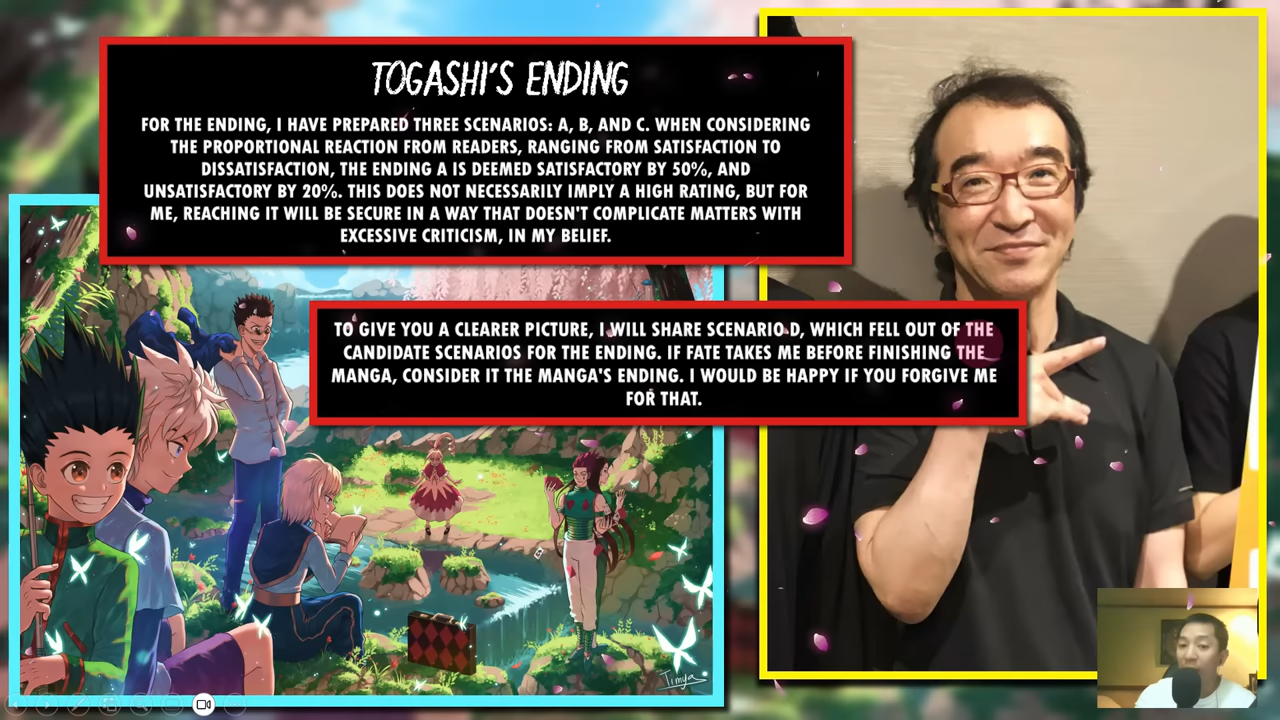 TOGASHI'S ENDING
FOR THE ENDING, I HAVE PREPARED THREE SCENARIOS: A, B, AND C. WHEN CONSIDERING
THE PROPORTIONAL REACTION FROM READERS, RANGING FROM SATISFACTION TO
DISSATISFACTION, THE ENDING A IS DEEMED SATISFACTORY BY 50%, AND
UNSATISFACTORY BY 20%. THIS DOES NOT NECESSARILY IMPLY A HIGH RATING, BUT FOR
ME, REACHING IT WILL BE SECURE IN A WAY THAT DOESN'T COMPLICATE MATTERS WITH
EXCESSIVE CRITICISM, IN MY BELIEF.
TO GIVE YOU A CLEARER PICTURE, I WILL SHARE SCENARIO D, WHICH FELL OUT OF THE
CANDIDATE SCENARIOS FOR THE ENDING. IF FATE TAKES ME BEFORE FINISHING THE
MANGA, CONSIDER IT THE MANGA'S ENDING. I WOULD BE HAPPY IF YOU FORGIVE ME
FOR THAT.
Timya